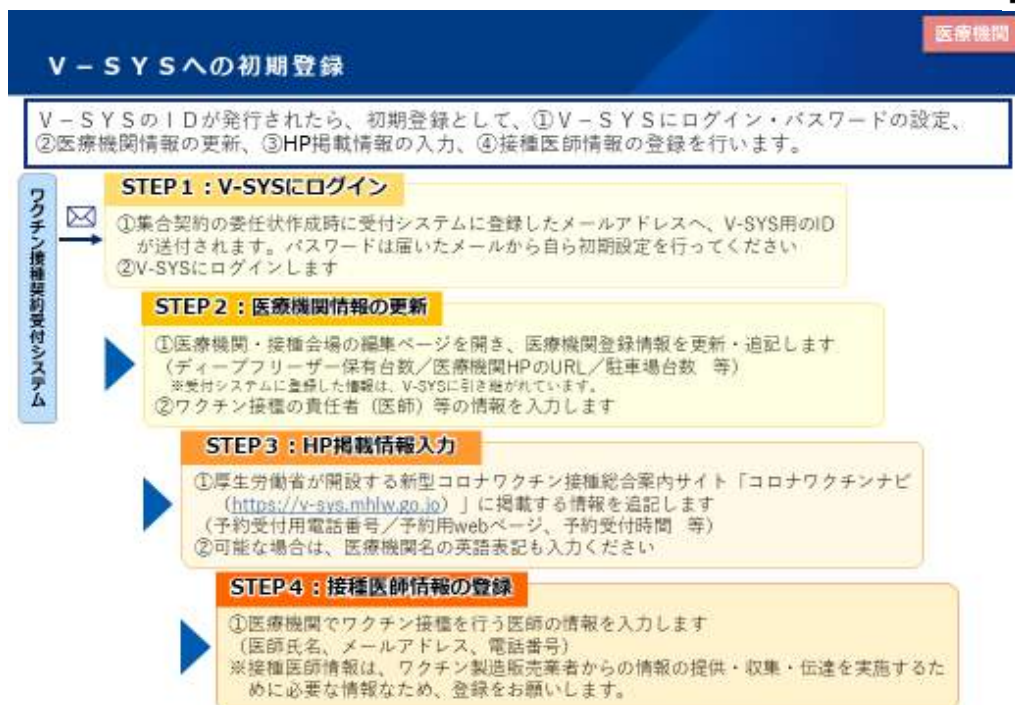 医療機関
V－SYSへの初期登録
V－SYSのIDが発行されたら、初期登録として、①V－SYSにログイン・パスワードの設定、
②医療機関情報の更新、③HP掲載情報の入力、④接種医師情報の登録を行います。
ワクチン接種契約受付システム
STEP1：V-SYSにログイン
①集合契約の委任状作成時に受付システムに登録したメールアドレスへ、V-SYS用のID
が送付されます。パスワードは届いたメールから自ら初期設定を行ってください
②V-SYSにログインします
STEP2：医療機関情報の更新
①医療機関・接種会場の編集ページを開き、医療機関登録情報を更新・追記します
（ディープフリーザー保有台数／医療機関HPのURL／駐車場台数　等）
※受付システムに登録した情報は、V-SYSに引き継がれています。
②ワクチン接種の責任者（医師）等の情報を入力します
STEP3：HP掲載情報入力
①厚生労働省が開設する新型コロナワクチン接種総合案内サイト「コロナワクチンナビ
（https://v-sys.mhlw.go.jp）」に掲載する情報を追記します
（予約受付用電話番号／予約用webページ、予約受付時間　等）
②可能な場合は、医療機関名の英語表記も入力ください
STEP4：接種医師情報の登録
①医療機関でワクチン接種を行う医師の情報を入力します
（医師氏名、メールアドレス、電話番号）
※接種医師情報は、ワクチン製造販売業者からの情報の提供・収集・伝達を実施するた
めに必要な情報なため、登録をお願いします。